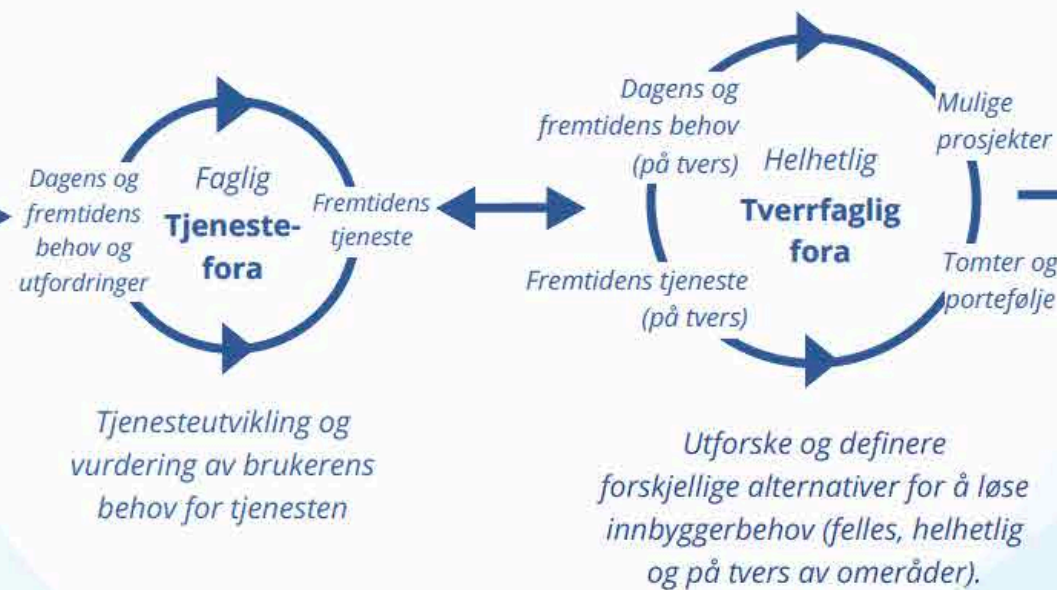 Dagens og
fremtidens
behov og
utfordringer
Faglig
Tjeneste-
fora
Fremtidens
tjeneste
Tjenesteutvikling og
vurdering av brukerens
behov for tjenesten
Dagens og
fremtidens behov
(på tvers)
Fremtidens tjeneste
(på tvers)
Helhetlig
Tverrfaglig
fora
Mulige
prosjekter
Tomter og
portefølje
Utforske og definere
forskjellige alternativer for å løse
innbyggerbehov (felles, helhetlig
og på tvers av omeråder).